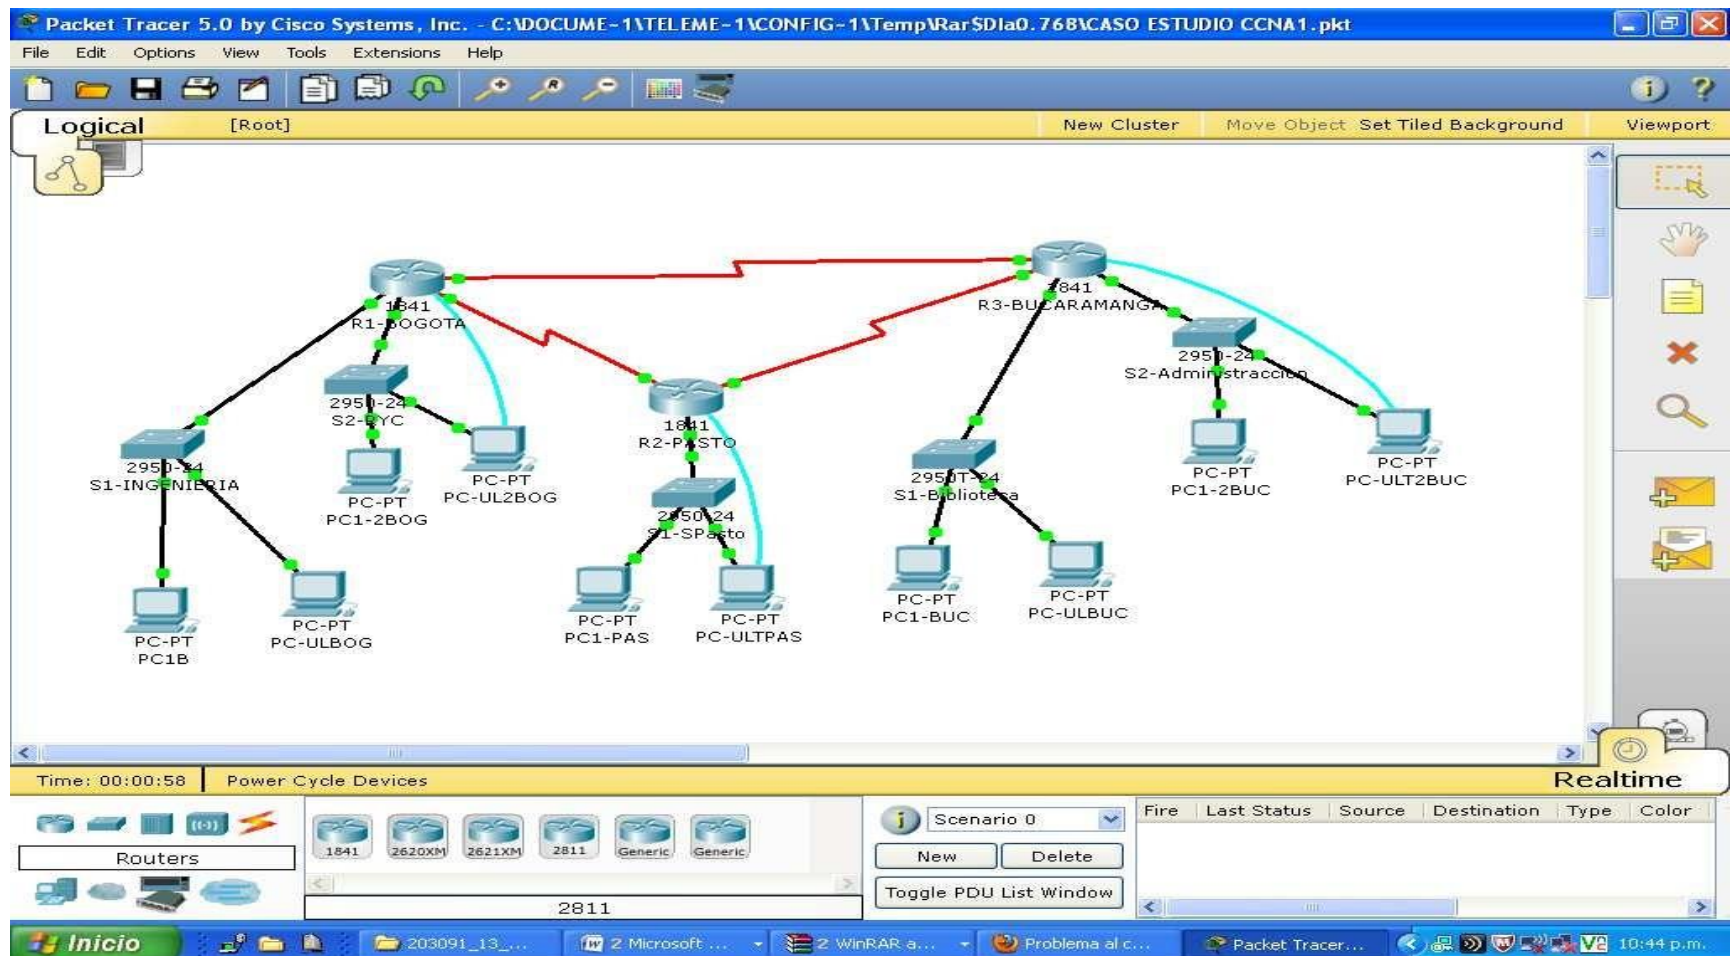 Packet Tracer 5.0 by Cisco Systems, Inc. - C:\DOCUME~1\TELEME~1\CONFIG~1\Temp\Rar$DIa0.768\CASO ESTUDIO CCNA1.pkt
File Edit Options View Tools Extensions Help
Logical [Root] New Cluster Move Object Set Tiled Background Viewport
1841
R1-BOGOTA
1841
R3-BUCARAMANGA
2950-24
S2-Administraccion
2950-24
S2-RYC
1841
R2-PASTO
2950-24
S1-INGENIERIA
PC-PT
PC-UL2BOG
PC-PT
PC1-2BOG
2950-24
S1-SPasto
2950T-24
S1-Biblioteca
PC-PT
PC1-2BUC
PC-PT
PC-ULT2BUC
PC-PT
PC1B
PC-PT
PC-ULBOG
PC-PT
PC1-PAS
PC-PT
PC-ULTPAS
PC-PT
PC1-BUC
PC-PT
PC-ULBUC
Time: 00:00:58 Power Cycle Devices Realtime
Routers
1841 2620XM 2621XM 2811 Generic Generic
2811
Scenario 0
New Delete
Toggle PDU List Window
Fire Last Status Source Destination Type Color
Inicio 203091_13_... 2 Microsoft ... 2 WinRAR a... Problema al c... Packet Tracer... 10:44 p.m.